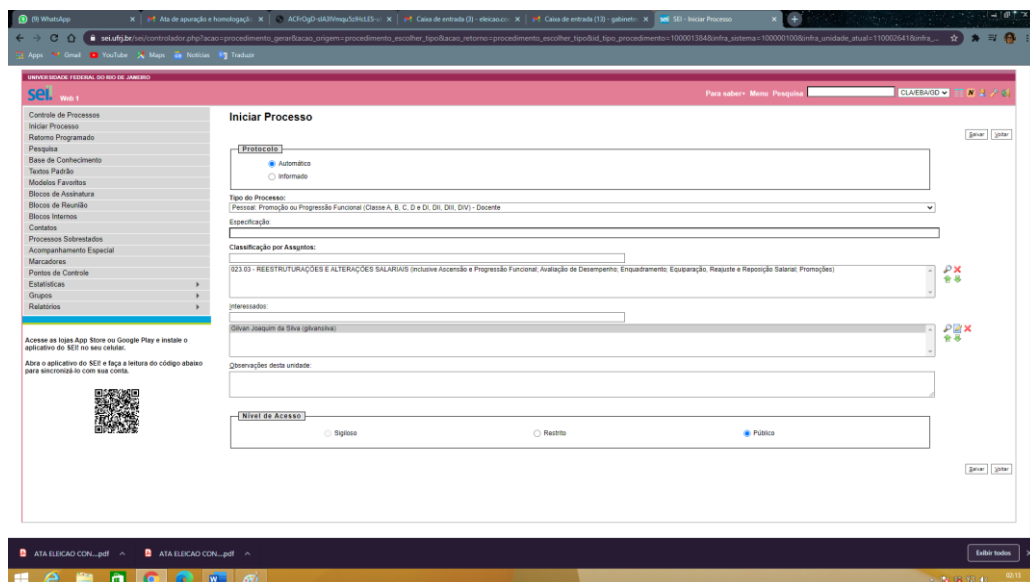 (9) WhatsApp
Ata de apuração e homologaçã
Caixa de entrada (3) - eleicao.co
Caixa de entrada (13) - gabinete
SEI - Iniciar Processo
Apps
Gmail
YouTube
Maps
Notícias
Traduzir
UNIVERSIDADE FEDERAL DO RIO DE JANEIRO
sei. Web 1
Para saber+ Menu Pesquisa
CLA/EBA/GD
Controle de Processos
Iniciar Processo
Retorno Programado
Pesquisa
Base de Conhecimento
Textos Padrão
Modelos Favoritos
Blocos de Assinatura
Blocos de Reunião
Blocos Internos
Contatos
Processos Sobrestados
Acompanhamento Especial
Marcadores
Pontos de Controle
Estatísticas
Grupos
Relatórios
Acesse as lojas App Store ou Google Play e instale o
aplicativo do SEI! no seu celular.
Abra o aplicativo do SEI! e faça a leitura do código abaixo
para sincronizá-lo com sua conta.
Iniciar Processo
Salvar Voltar
Protocolo
Automático
Informado
Tipo do Processo:
Pessoal: Promoção ou Progressão Funcional (Classe A, B, C, D e DI, DII, DIII, DIV) - Docente
Especificação:
Classificação por Assuntos:
023.03 - REESTRUTURAÇÕES E ALTERAÇÕES SALARIAIS (inclusive Ascensão e Progressão Funcional; Avaliação de Desempenho; Enquadramento; Equiparação, Reajuste e Reposição Salarial; Promoções)
Interessados:
Gilvan Joaquim da Silva (gilvansilva)
Observações desta unidade:
Nível de Acesso
Sigiloso
Restrito
Público
Salvar Voltar
ATA ELEICAO CON....pdf
ATA ELEICAO CON....pdf
Exibir todos
02:13